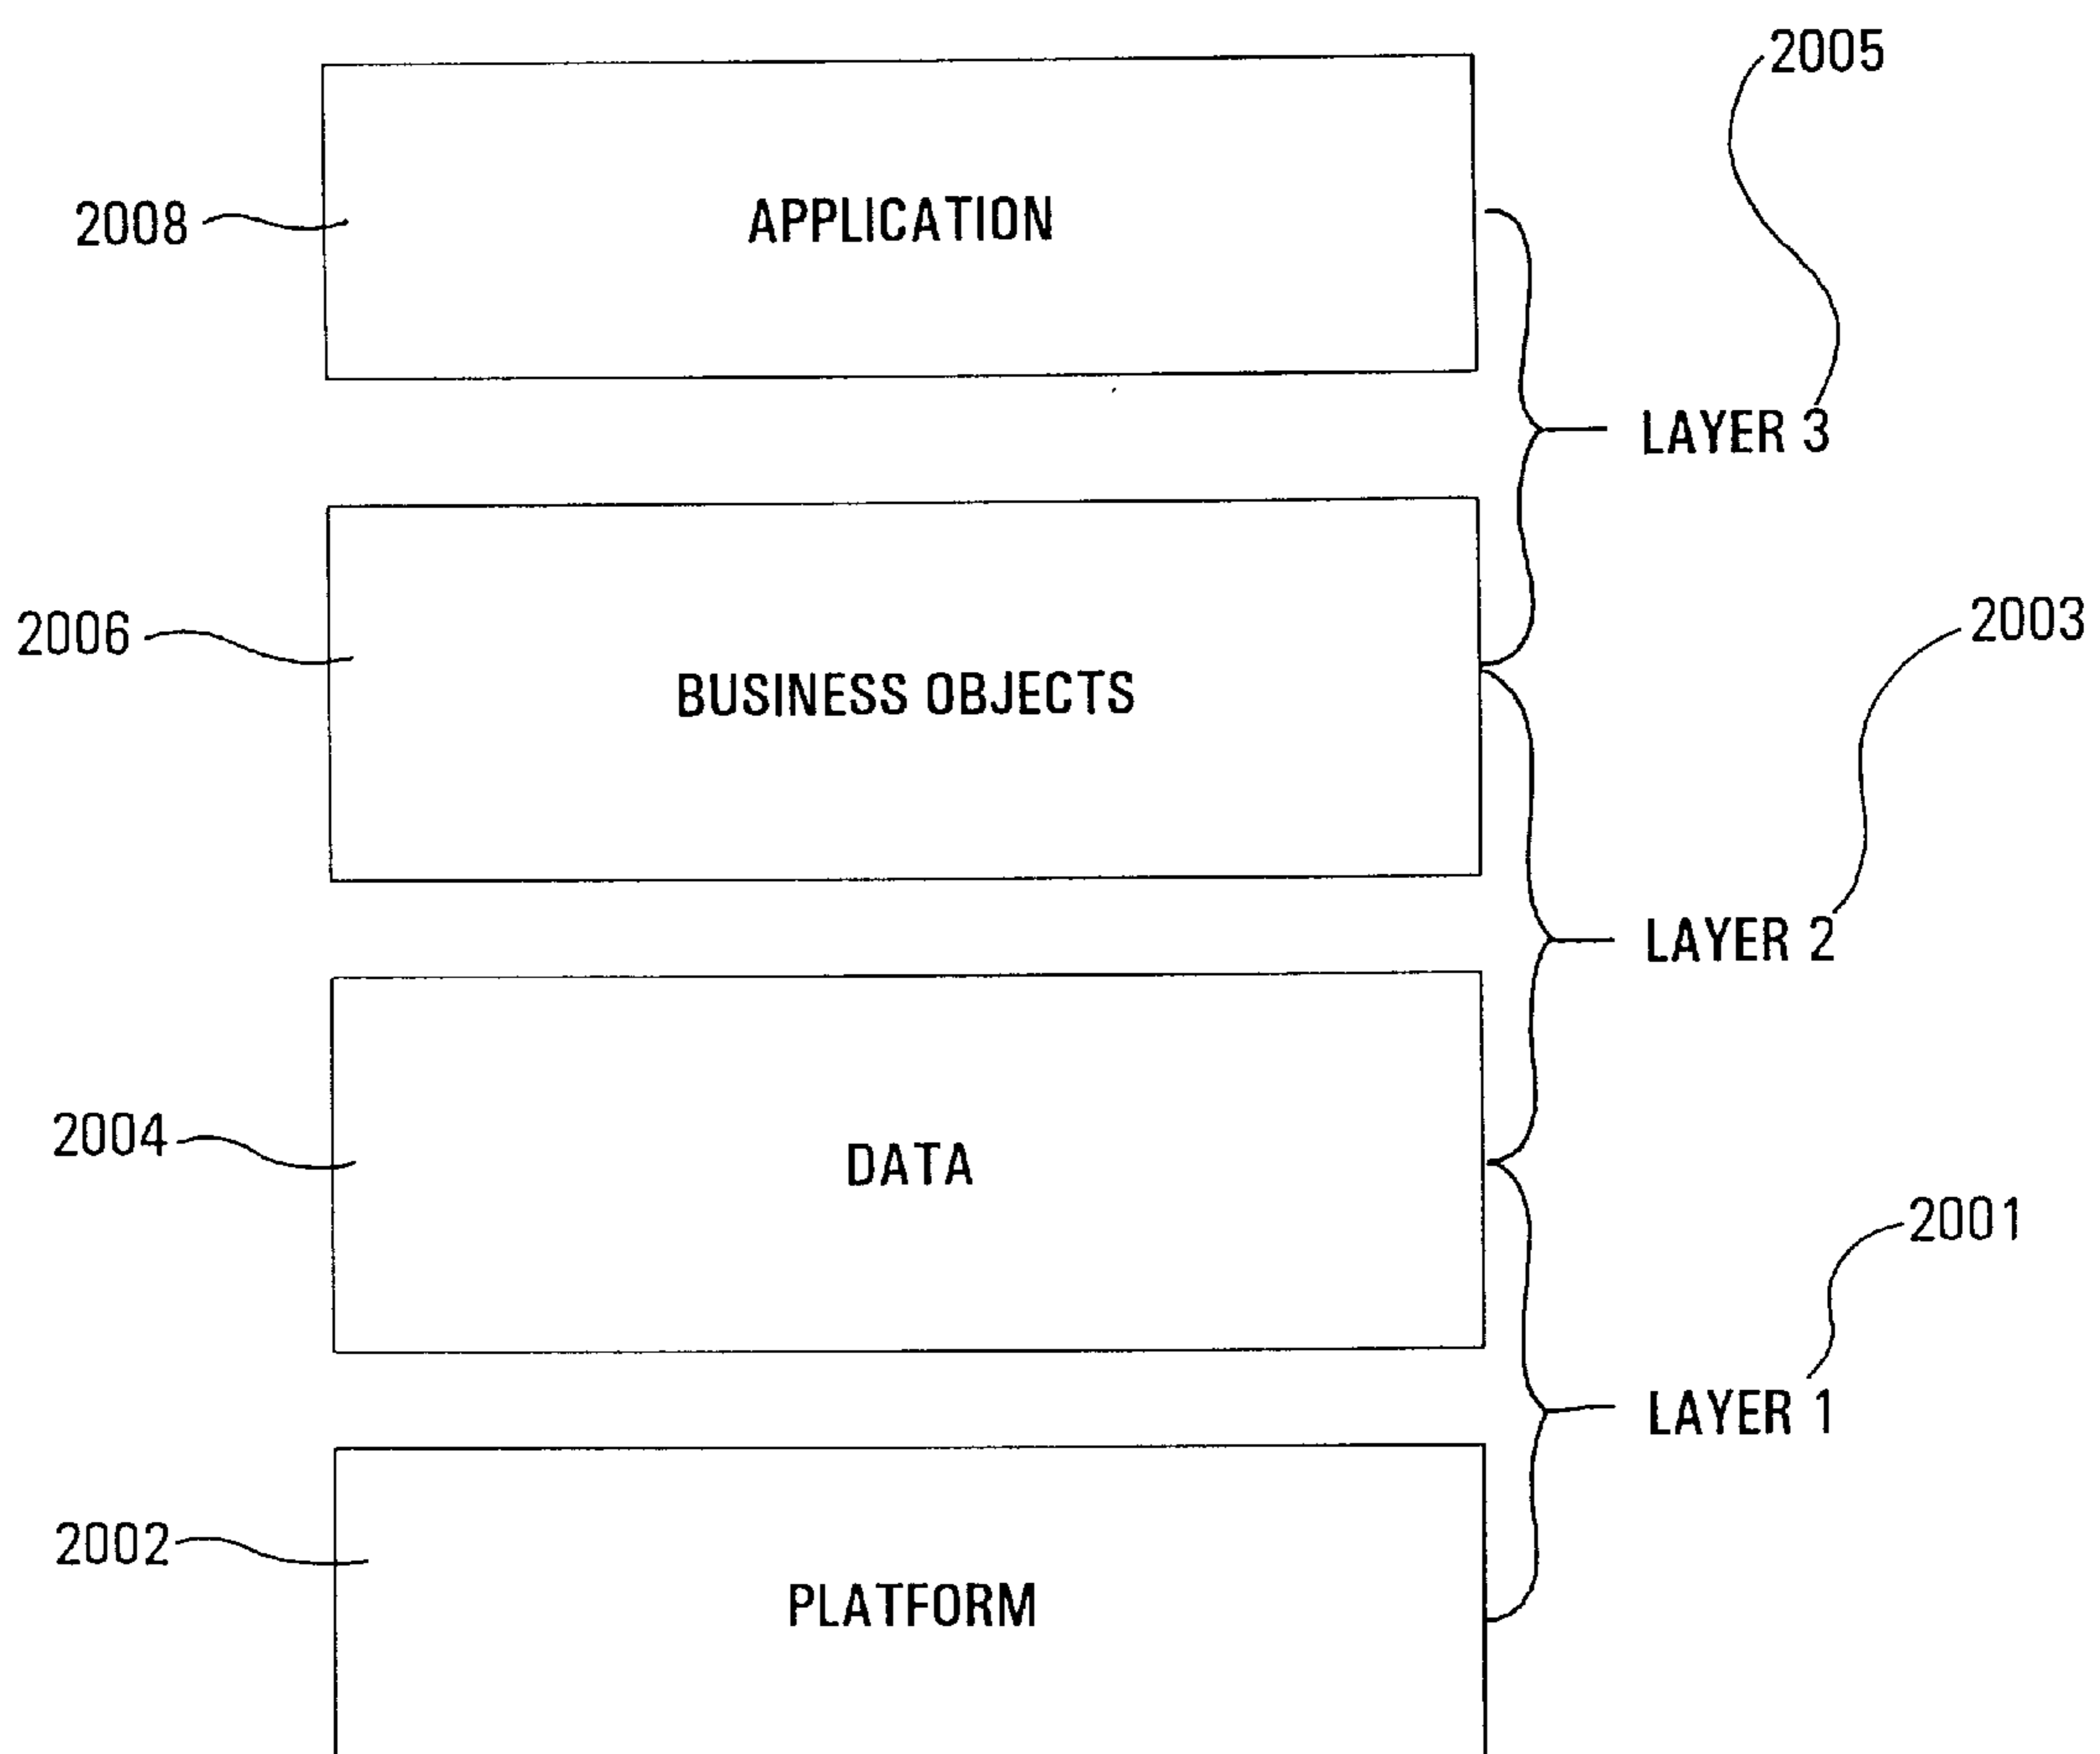 2005
2008
APPLICATION
LAYER 3
2006
BUSINESS OBJECTS
2003
LAYER 2
2004
DATA
2001
LAYER 1
2002
PLATFORM